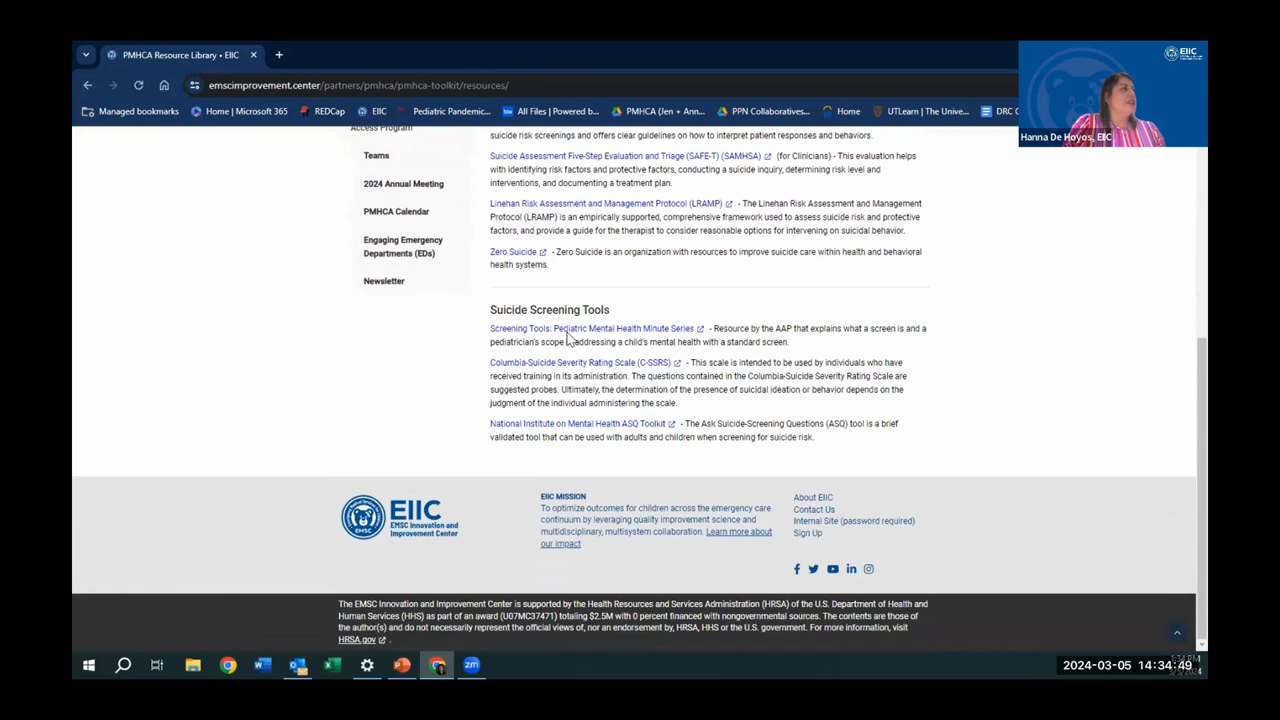 PMHCA Resource Library • EIIC
EIIC
emscimprovement.center/partners/pmhca/pmhca-toolkit/resources/
Managed bookmarks
Home | Microsoft 365
REDCap
EIIC
Pediatric Pandemic...
All Files | Powered b...
PMHCA (Jen + Ann...
PPN Collaboratives...
Home
UTLearn | The Unive...
DRC
Hanna De Hoyos, EIIC
Access Program
Teams
2024 Annual Meeting
PMHCA Calendar
Engaging Emergency
Departments (EDs)
Newsletter
suicide risk screenings and offers clear guidelines on how to interpret patient responses and behaviors.
Suicide Assessment Five-Step Evaluation and Triage (SAFE-T) (SAMHSA) (for Clinicians) - This evaluation helps
with identifying risk factors and protective factors, conducting a suicide inquiry, determining risk level and
interventions, and documenting a treatment plan.
Linehan Risk Assessment and Management Protocol (LRAMP) - The Linehan Risk Assessment and Management
Protocol (LRAMP) is an empirically supported, comprehensive framework used to assess suicide risk and protective
factors, and provide a guide for the therapist to consider reasonable options for intervening on suicidal behavior.
Zero Suicide - Zero Suicide is an organization with resources to improve suicide care within health and behavioral
health systems.
Suicide Screening Tools
Screening Tools: Pediatric Mental Health Minute Series - Resource by the AAP that explains what a screen is and a
pediatrician's scope addressing a child's mental health with a standard screen.
Columbia-Suicide Severity Rating Scale (C-SSRS) - This scale is intended to be used by individuals who have
received training in its administration. The questions contained in the Columbia-Suicide Severity Rating Scale are
suggested probes. Ultimately, the determination of the presence of suicidal ideation or behavior depends on the
judgment of the individual administering the scale.
National Institute on Mental Health ASQ Toolkit - The Ask Suicide-Screening Questions (ASQ) tool is a brief
validated tool that can be used with adults and children when screening for suicide risk.
EMSC
EIIC
EMSC Innovation and
Improvement Center
EIIC MISSION
To optimize outcomes for children across the emergency care
continuum by leveraging quality improvement science and
multidisciplinary, multisystem collaboration. Learn more about
our impact
About EIIC
Contact Us
Internal Site (password required)
Sign Up
The EMSC Innovation and Improvement Center is supported by the Health Resources and Services Administration (HRSA) of the U.S. Department of Health and
Human Services (HHS) as part of an award (U07MC37471) totaling $2.5M with 0 percent financed with nongovernmental sources. The contents are those of
the author(s) and do not necessarily represent the official views of, nor an endorsement by, HRSA, HHS or the U.S. government. For more information, visit
HRSA.gov .
zm
2024-03-05 14:34:49